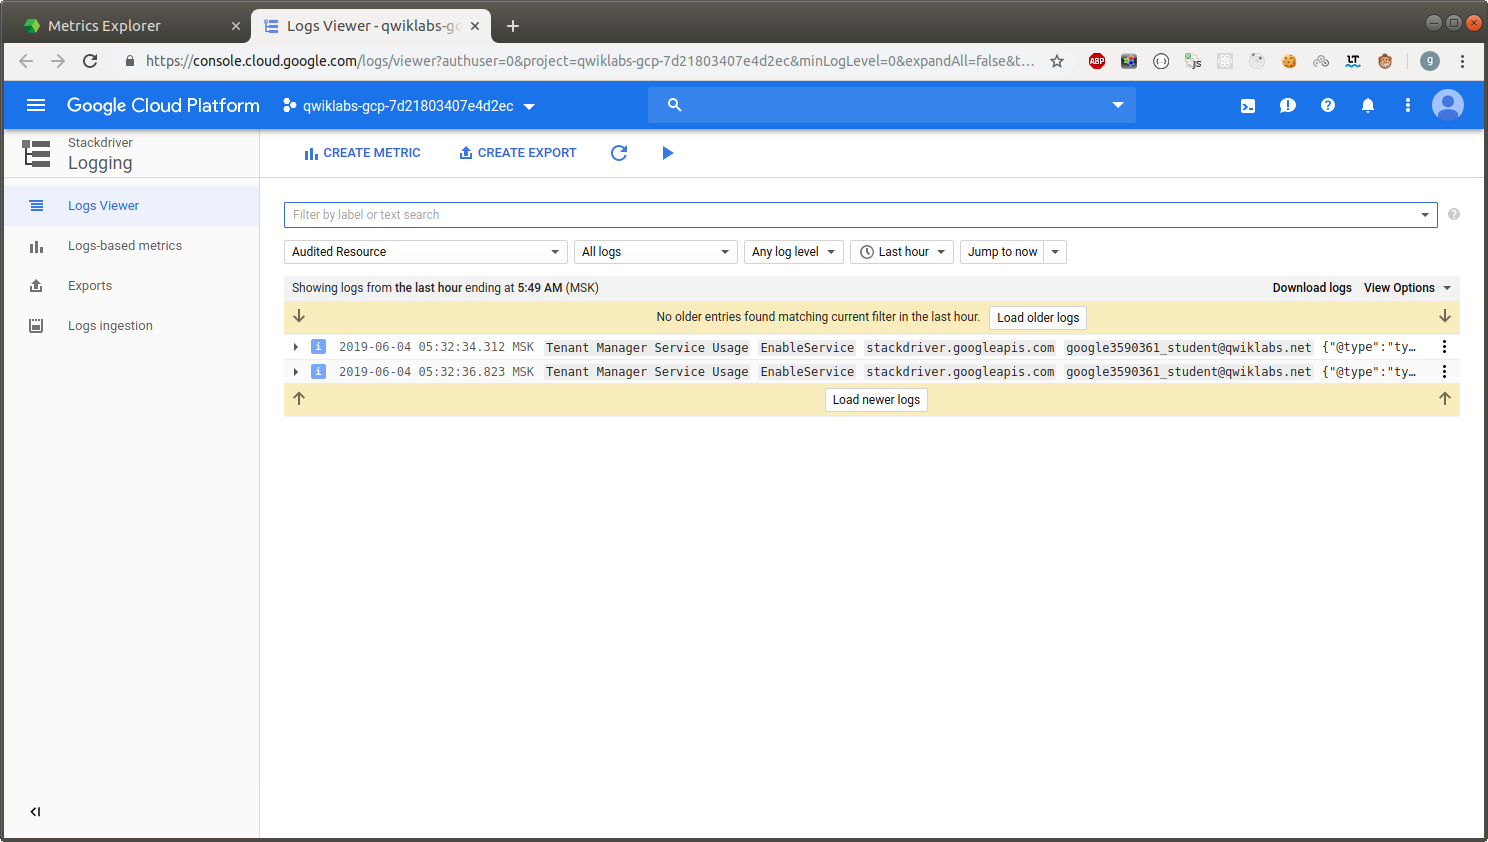 Metrics Explorer
Logs Viewer - qwiklabs-gc
https://console.cloud.google.com/logs/viewer?authuser=0&project=qwiklabs-gcp-7d21803407e4d2ec&minLogLevel=0&expandAll=false&t...
ABP
js
LT
g
Google Cloud Platform
qwiklabs-gcp-7d21803407e4d2ec
Stackdriver
Logging
CREATE METRIC
CREATE EXPORT
Logs Viewer
Logs-based metrics
Exports
Logs ingestion
Filter by label or text search
Audited Resource
All logs
Any log level
Last hour
Jump to now
Showing logs from the last hour ending at 5:49 AM (MSK)
Download logs
View Options
No older entries found matching current filter in the last hour. Load older logs
i 2019-06-04 05:32:34.312 MSK Tenant Manager Service Usage EnableService stackdriver.googleapis.com google3590361_student@qwiklabs.net {"@type":"ty…
i 2019-06-04 05:32:36.823 MSK Tenant Manager Service Usage EnableService stackdriver.googleapis.com google3590361_student@qwiklabs.net {"@type":"ty…
Load newer logs